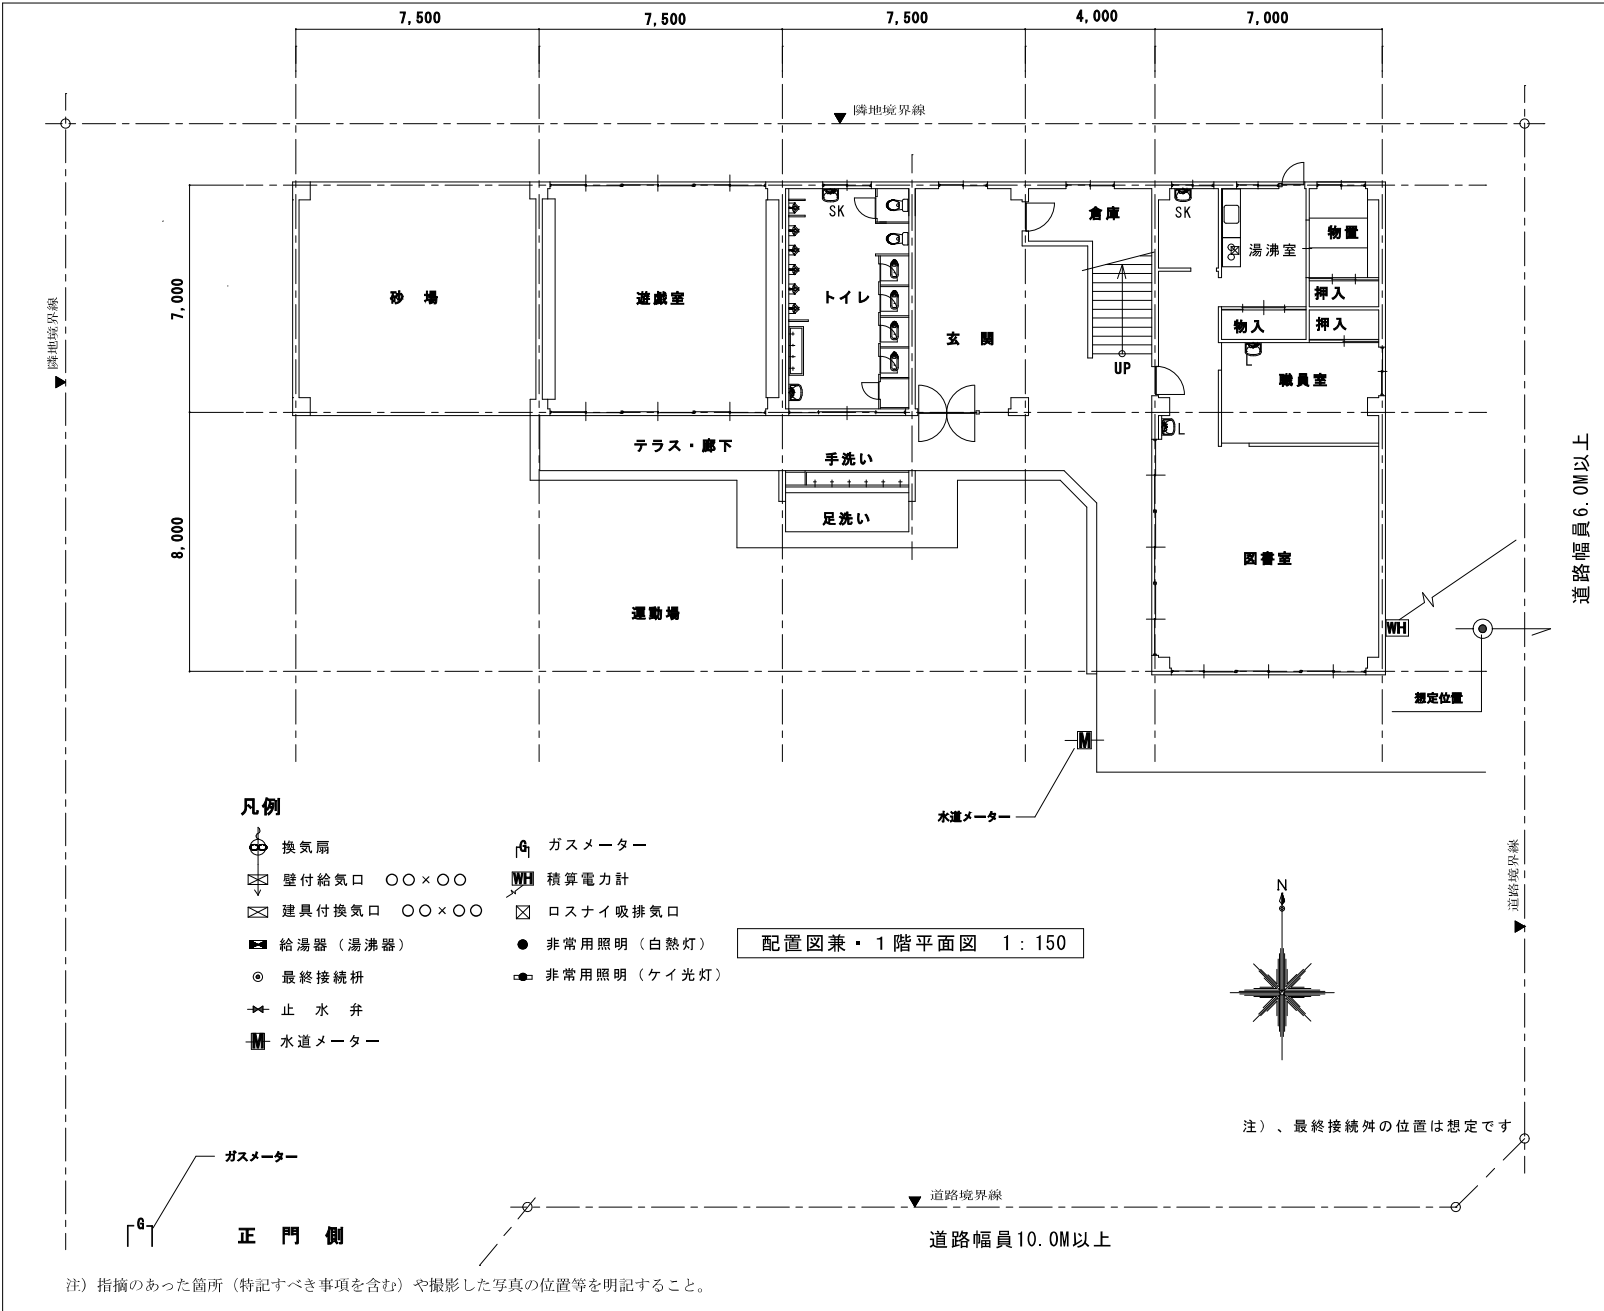 7,500
7,500
7,500
4,000
7,000
隣地境界線
隣地境界線
7,000
8,000
砂 場
遊戯室
SK
トイレ
玄 関
倉庫
UP
SK
湯沸室
物置
押入
物入
押入
L
職員室
L
テラス・廊下
手洗い
足洗い
図書室
運動場
WH
想定位置
道路幅員6.0M以上
M
水道メーター
凡例
換気扇
壁付給気口 ○○×○○
建具付換気口 ○○×○○
給湯器（湯沸器）
最終接続枡
止 水 弁
M 水道メーター
G ガスメーター
WH 積算電力計
ロスナイ吸排気口
非常用照明（白熱灯）
非常用照明（ケイ光灯）
配置図兼・1階平面図 1:150
N
道路境界線
注）、最終接続舛の位置は想定です
ガスメーター
G
正 門 側
道路境界線
道路幅員10.0M以上
注）指摘のあった箇所（特記すべき事項を含む）や撮影した写真の位置等を明記すること。